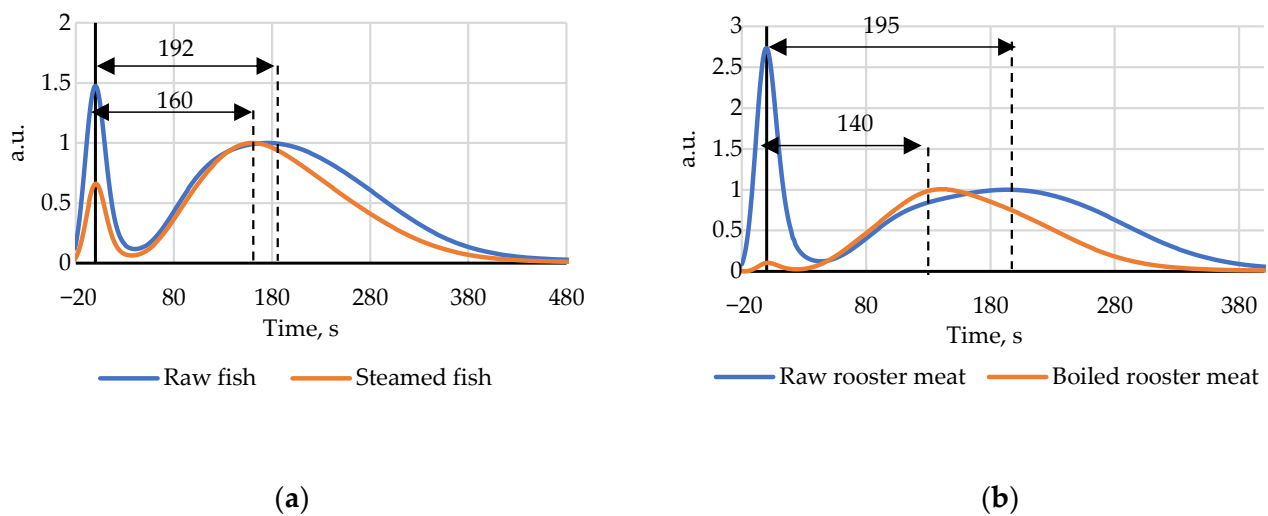 2
192
1.5
160
a.u.
1
0.5
0
−20
80
180
280
380
480
Time, s
Raw fish
Steamed fish
(a)
3
195
2.5
2
140
a.u.
1.5
1
0.5
0
−20
80
180
280
380
Time, s
Raw rooster meat
Boiled rooster meat
(b)